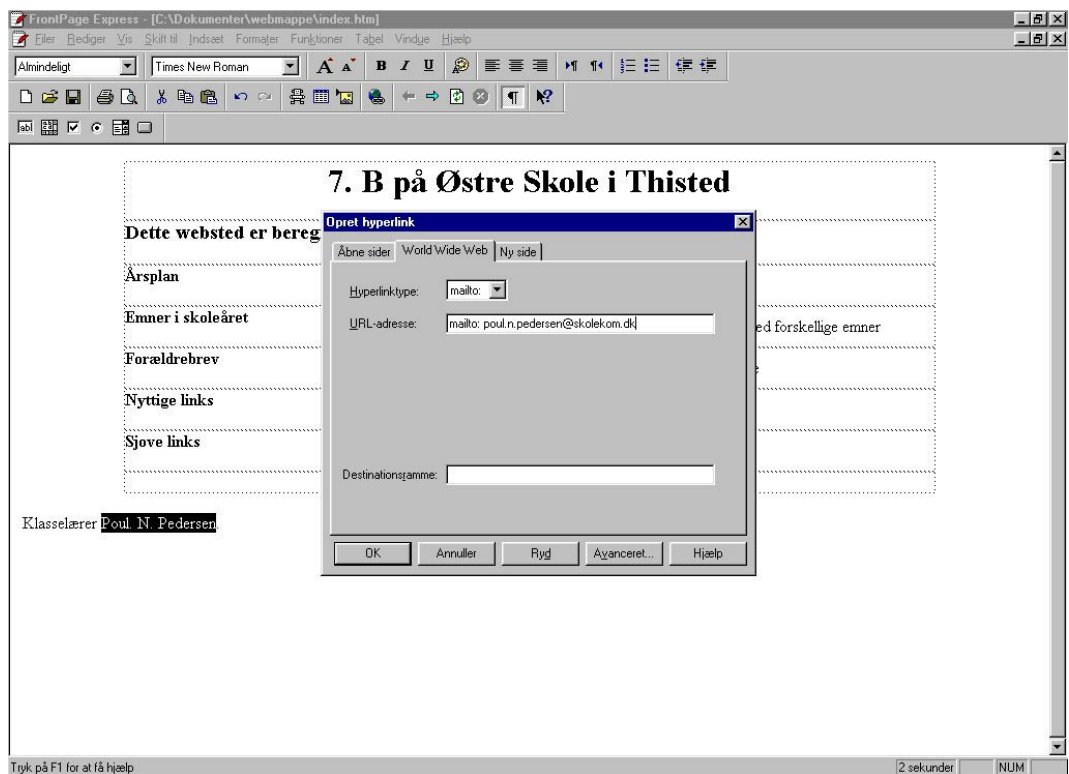 FrontPage Express - [C:\Dokumenter\webmappe\index.htm]
Filer Rediger Vis Skift til Indsæt Formater Funktioner Tabel Vindue Hjælp
Almindeligt Times New Roman
7. B på Østre Skole i Thisted
Dette websted er bereg
Opret hyperlink
Åbne sider World Wide Web Ny side
Årsplan
Hyperlinktype: mailto:
Emner i skoleåret
URL-adresse: mailto: poul.n.pedersen@skolekom.dk
ed forskellige emner
Forældrebrev
Nyttige links
Sjove links
Destinationsramme:
Klasselærer Poul. N. Pedersen.
OK Annuller Ryd Avanceret... Hjælp
Tryk på F1 for at få hjælp 2 sekunder NUM